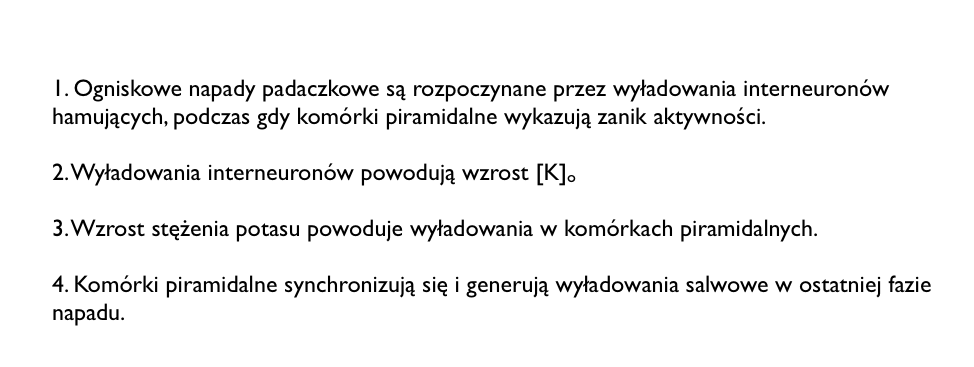 1. Ogniskowe napady padaczkowe są rozpoczynane przez wyładowania interneuronów
hamujących, podczas gdy komórki piramidalne wykazują zanik aktywności.
2. Wyładowania interneuronów powodują wzrost [K]ₒ
3. Wzrost stężenia potasu powoduje wyładowania w komórkach piramidalnych.
4. Komórki piramidalne synchronizują się i generują wyładowania salwowe w ostatniej fazie
napadu.